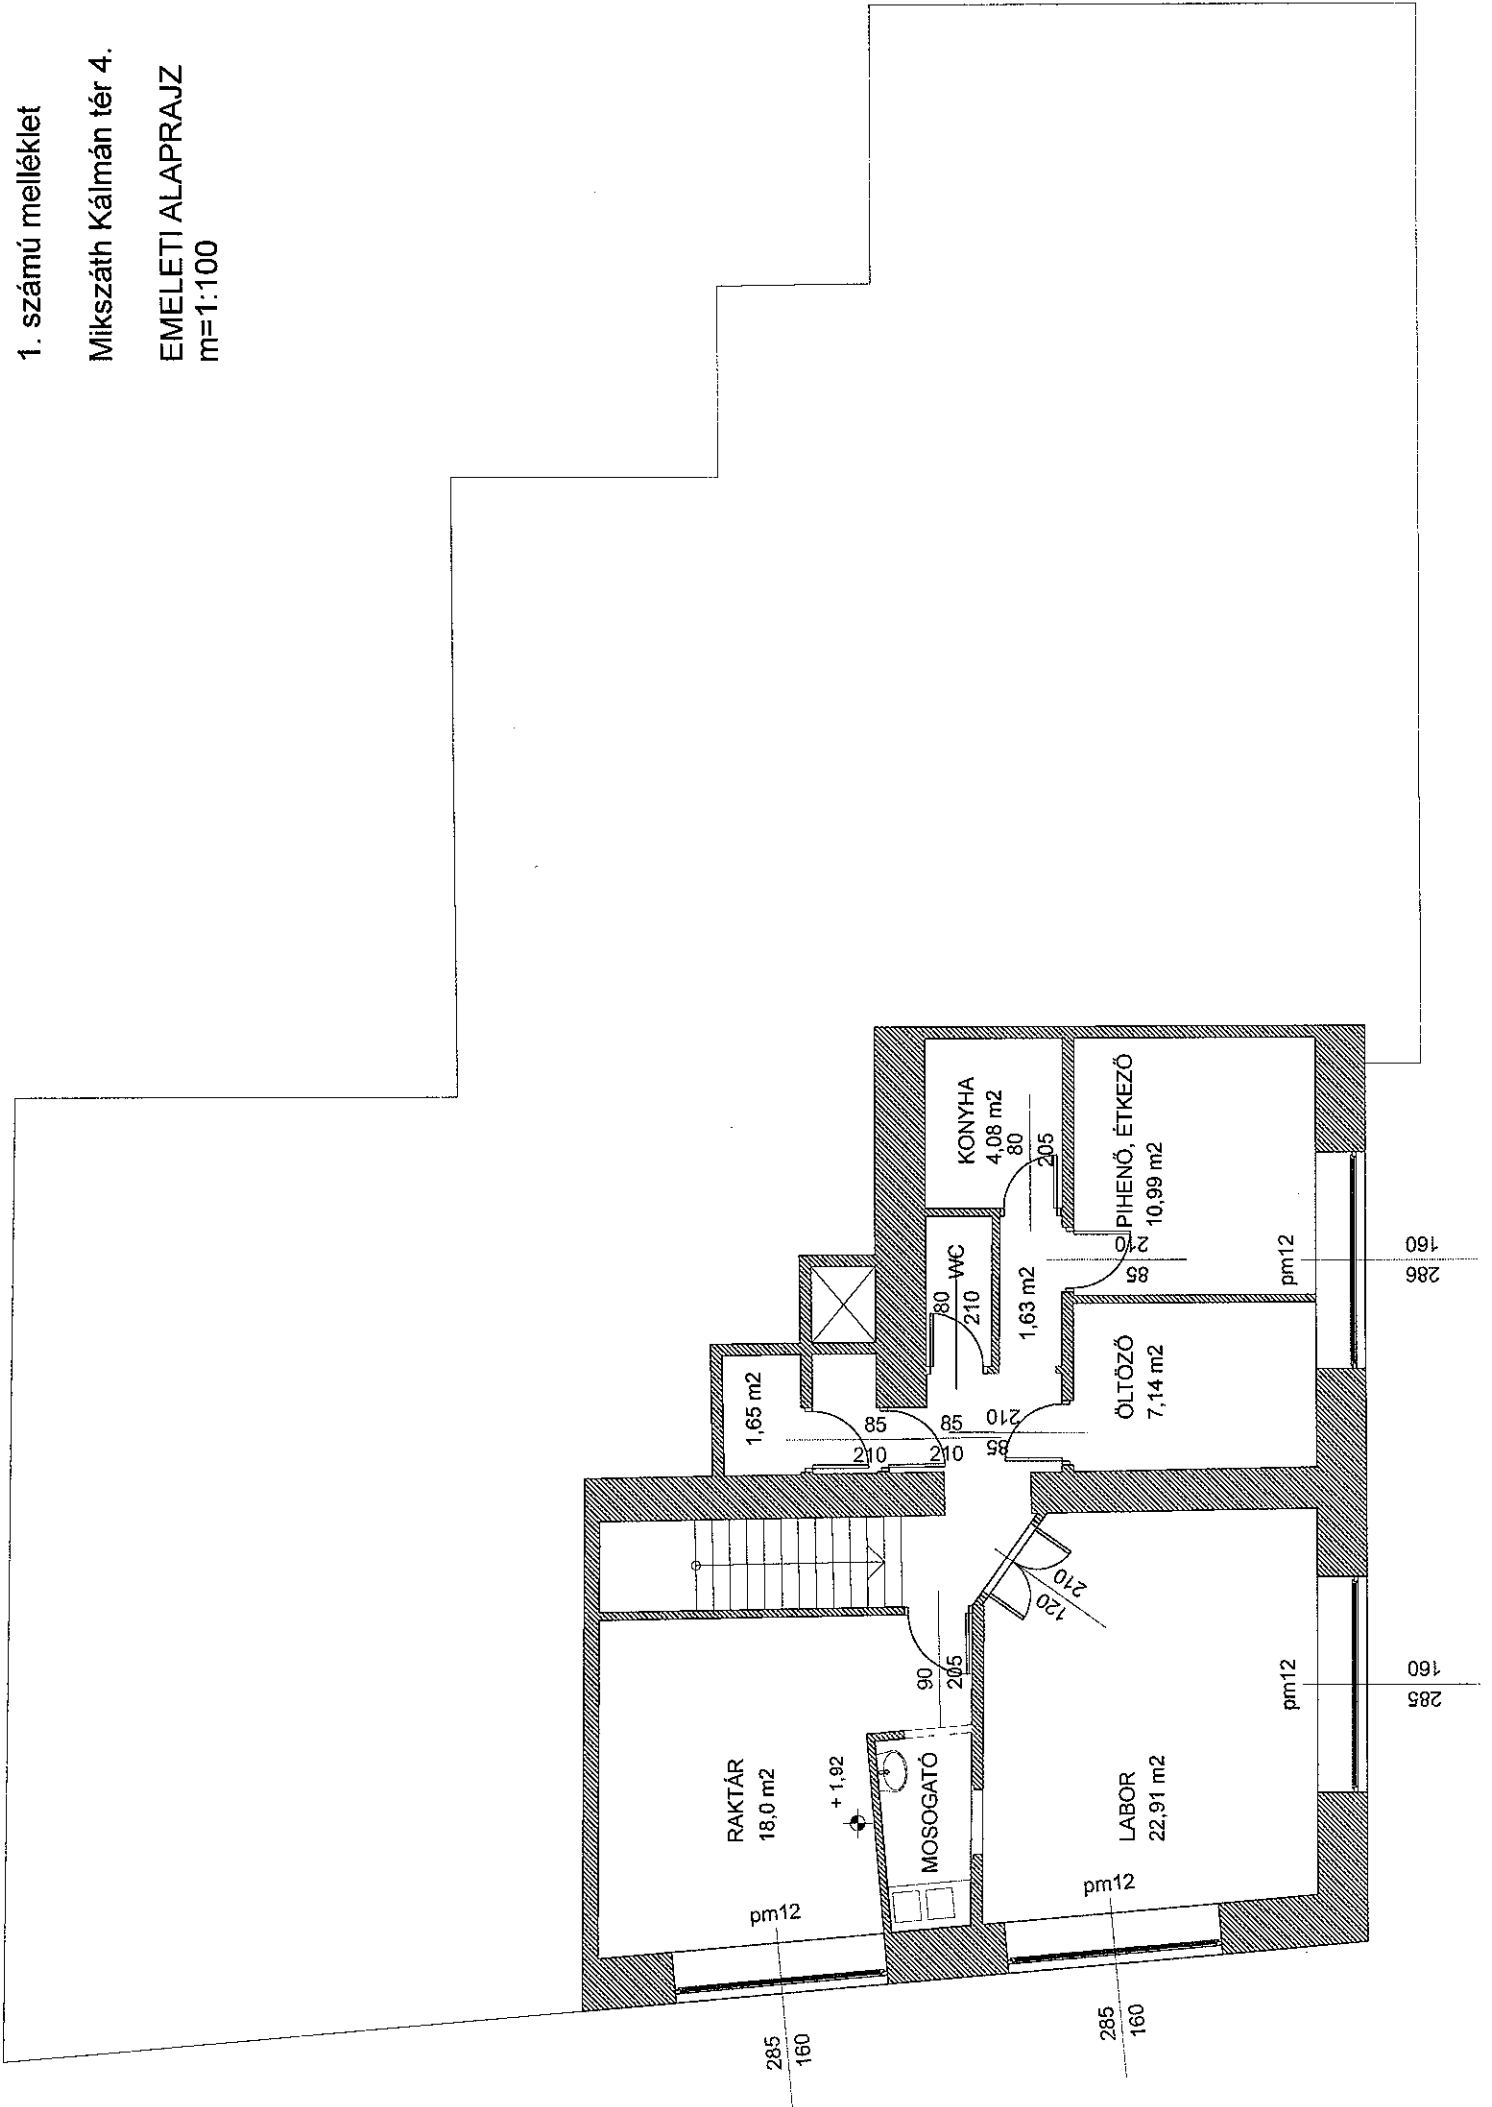 1. számú melléklet
Mikszáth Kálmán tér 4.
EMELETI ALAPRAJZ
m=1:100
KONYHA
4,08 m2
80
205
PIHENŐ, ÉTKEZŐ
10,99 m2
210
85
WC
80
210
1,63 m2
pm12
160
286
ÖLTÖZŐ
7,14 m2
1,65 m2
85
210
85
210
210
85
120
210
90
205
RAKTÁR
18,0 m2
+ 1,92
MOSOGATÓ
LABOR
22,91 m2
pm12
160
285
pm12
285
160
pm12
285
160